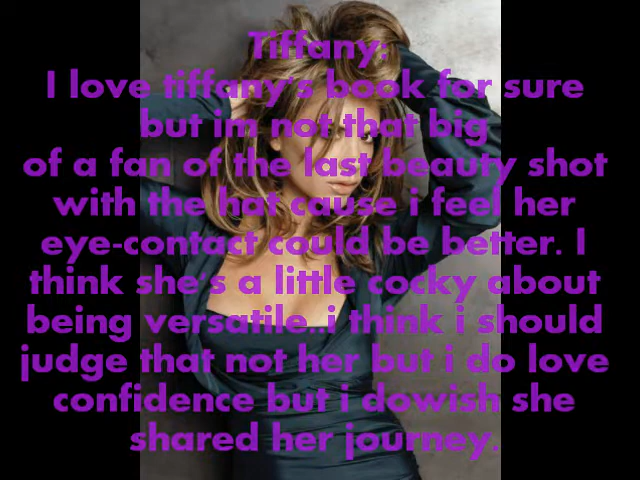 Tiffany:
I love tiffany's book for sure
but im not that big
of a fan of the last beauty shot
with the hat cause i feel her
eye-contact could be better. I
think she's a little cocky about
being versatile..i think i should
judge that not her but i do love
confidence but i dowish she
shared her journey.